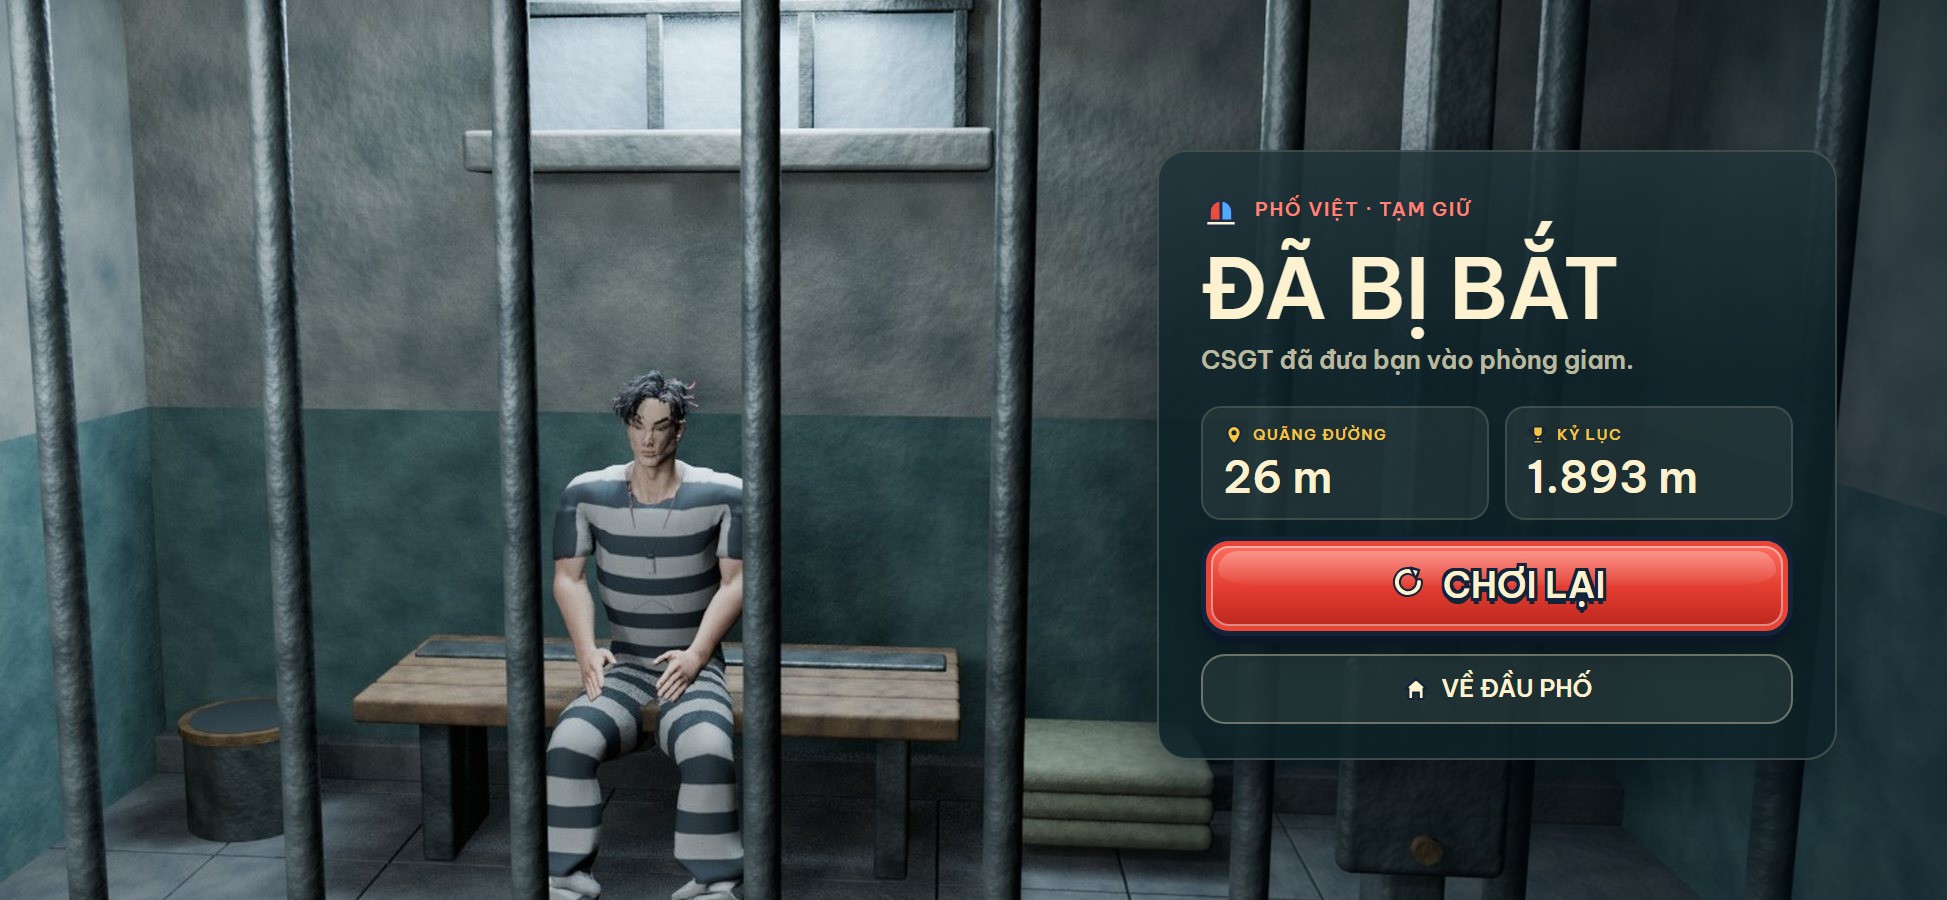 PHỐ VIỆT · TẠM GIỮ
ĐÃ BỊ BẮT
CSGT đã đưa bạn vào phòng giam.
QUÃNG ĐƯỜNG
26 m
KỶ LỤC
1.893 m
CHƠI LẠI
VỀ ĐẦU PHỐ